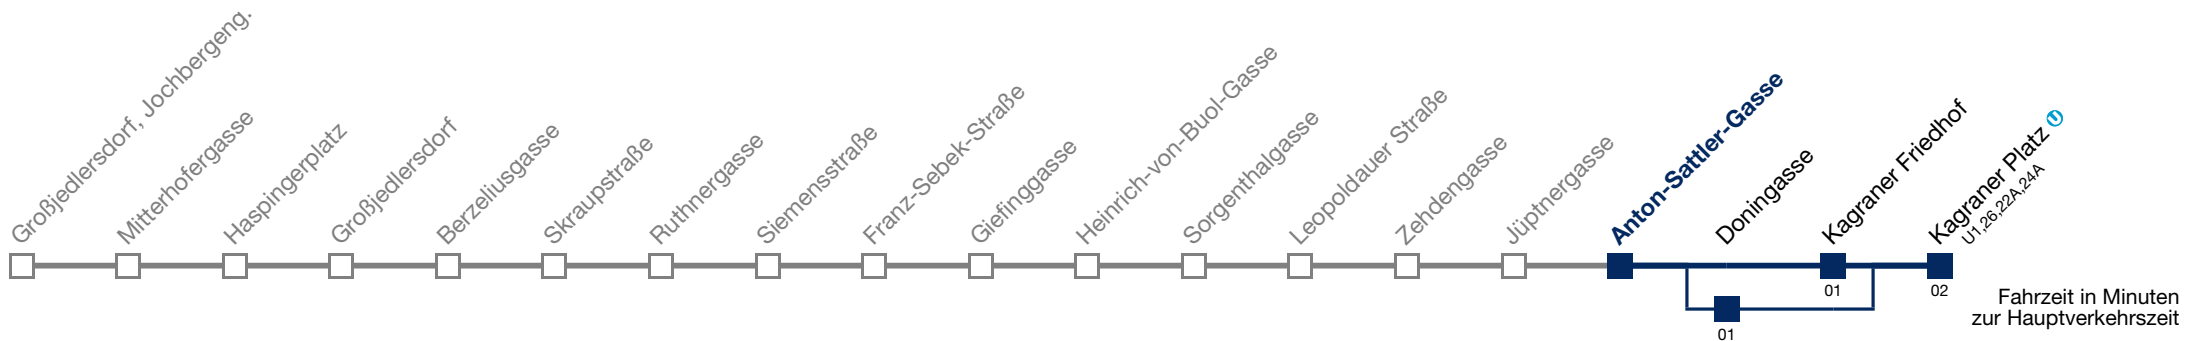 Großjedlersdorf, Jochbergeng.
Mitterhofergasse
Haspingerplatz
Großjedlersdorf
Berzeliusgasse
Skraupstraße
Ruthnergasse
Siemensstraße
Franz-Sebek-Straße
Giefinggasse
Heinrich-von-Buol-Gasse
Sorgenthalgasse
Leopoldauer Straße
Zehdengasse
Jüptnergasse
Anton-Sattler-Gasse
Doningasse
Kagraner Friedhof
Kagraner Platz U
U1,26,22A,24A
01
02
01
Fahrzeit in Minuten
zur Hauptverkehrszeit